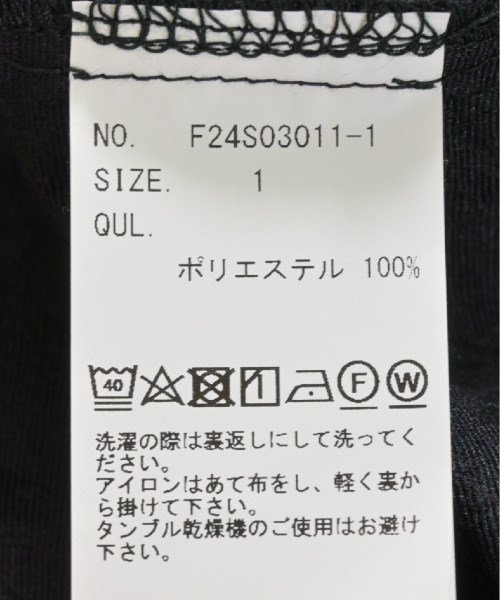 NO. F24S03011-1
SIZE. 1
QUL.
ポリエステル 100%
40 F W
洗濯の際は裏返しにして洗ってく
ださい。
アイロンはあて布をし、軽く裏か
ら掛けて下さい。
タンブル乾燥機のご使用はお避け
下さい。